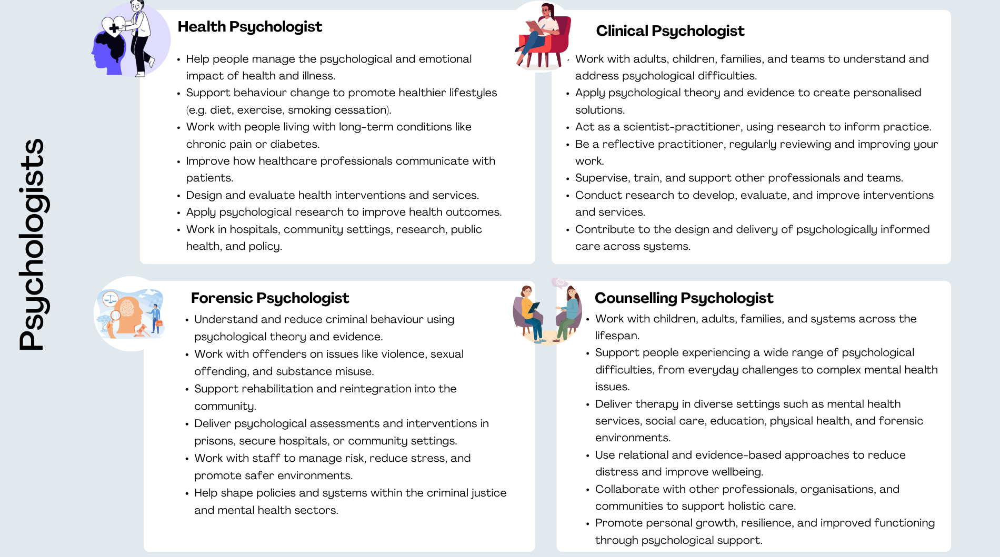 Psychologists
Health Psychologist
• Help people manage the psychological and emotional
impact of health and illness.
• Support behaviour change to promote healthier lifestyles
(e.g. diet, exercise, smoking cessation).
• Work with people living with long-term conditions like
chronic pain or diabetes.
• Improve how healthcare professionals communicate with
patients.
• Design and evaluate health interventions and services.
• Apply psychological research to improve health outcomes.
• Work in hospitals, community settings, research, public
health, and policy.
Clinical Psychologist
• Work with adults, children, families, and teams to understand and
address psychological difficulties.
• Apply psychological theory and evidence to create personalised
solutions.
• Act as a scientist-practitioner, using research to inform practice.
• Be a reflective practitioner, regularly reviewing and improving your
work.
• Supervise, train, and support other professionals and teams.
• Conduct research to develop, evaluate, and improve interventions
and services.
• Contribute to the design and delivery of psychologically informed
care across systems.
Forensic Psychologist
• Understand and reduce criminal behaviour using
psychological theory and evidence.
• Work with offenders on issues like violence, sexual
offending, and substance misuse.
• Support rehabilitation and reintegration into the
community.
• Deliver psychological assessments and interventions in
prisons, secure hospitals, or community settings.
• Work with staff to manage risk, reduce stress, and
promote safer environments.
• Help shape policies and systems within the criminal justice
and mental health sectors.
Counselling Psychologist
• Work with children, adults, families, and systems across the
lifespan.
• Support people experiencing a wide range of psychological
difficulties, from everyday challenges to complex mental health
issues.
• Deliver therapy in diverse settings such as mental health
services, social care, education, physical health, and forensic
environments.
• Use relational and evidence-based approaches to reduce
distress and improve wellbeing.
• Collaborate with other professionals, organisations, and
communities to support holistic care.
• Promote personal growth, resilience, and improved functioning
through psychological support.